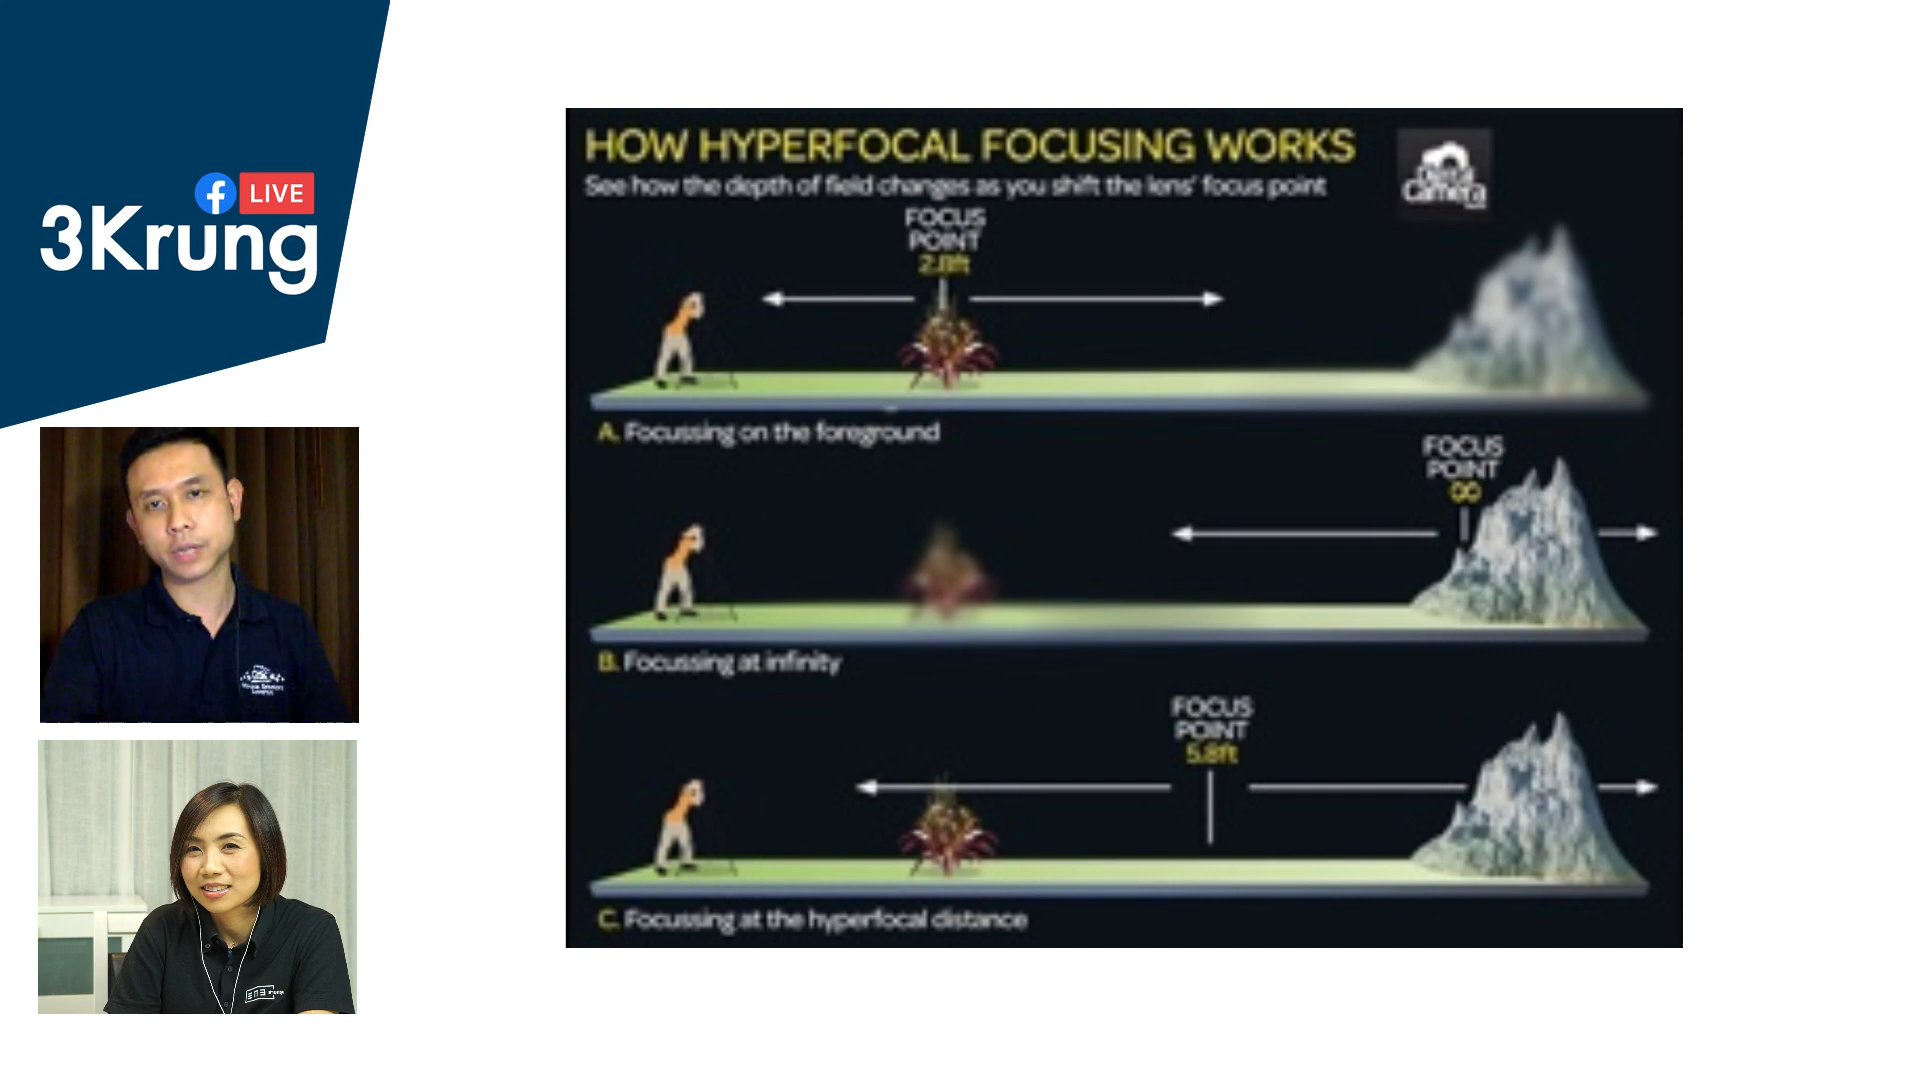 LIVE
3Krung
HOW HYPERFOCAL FOCUSING WORKS
See how the depth of field changes as you shift the lens' focus point
Camera
FOCUS
POINT
2.8ft
A. Focussing on the foreground
FOCUS
POINT
∞
B. Focussing at infinity
FOCUS
POINT
5.8ft
C. Focussing at the hyperfocal distance